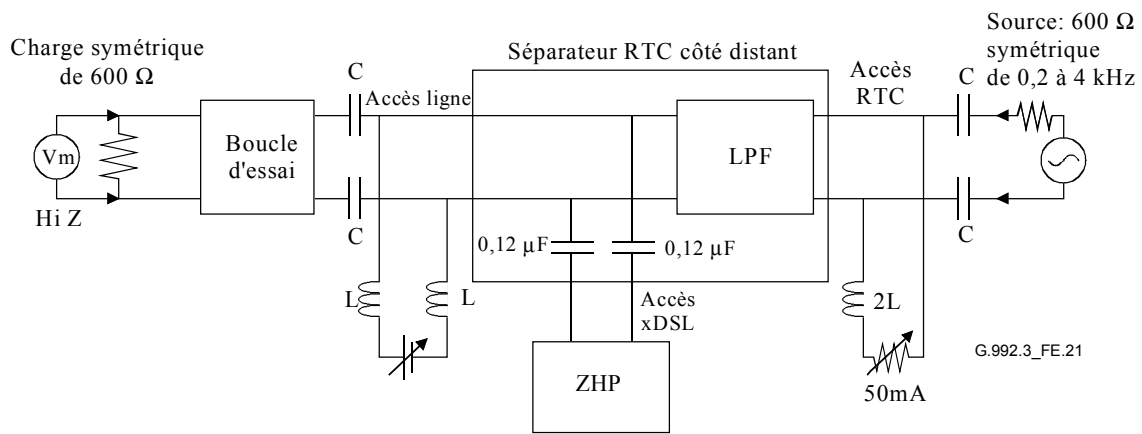 Charge symétrique
de 600 Ω
Séparateur RTC côté distant
Source: 600 Ω
symétrique
de 0,2 à 4 kHz
C
Accès ligne
Accès
RTC
C
Vm
Hi Z
Boucle
d'essai
LPF
C
C
0,12 µF
0,12 µF
L
L
Accès
xDSL
2L
ZHP
50mA
G.992.3_FE.21